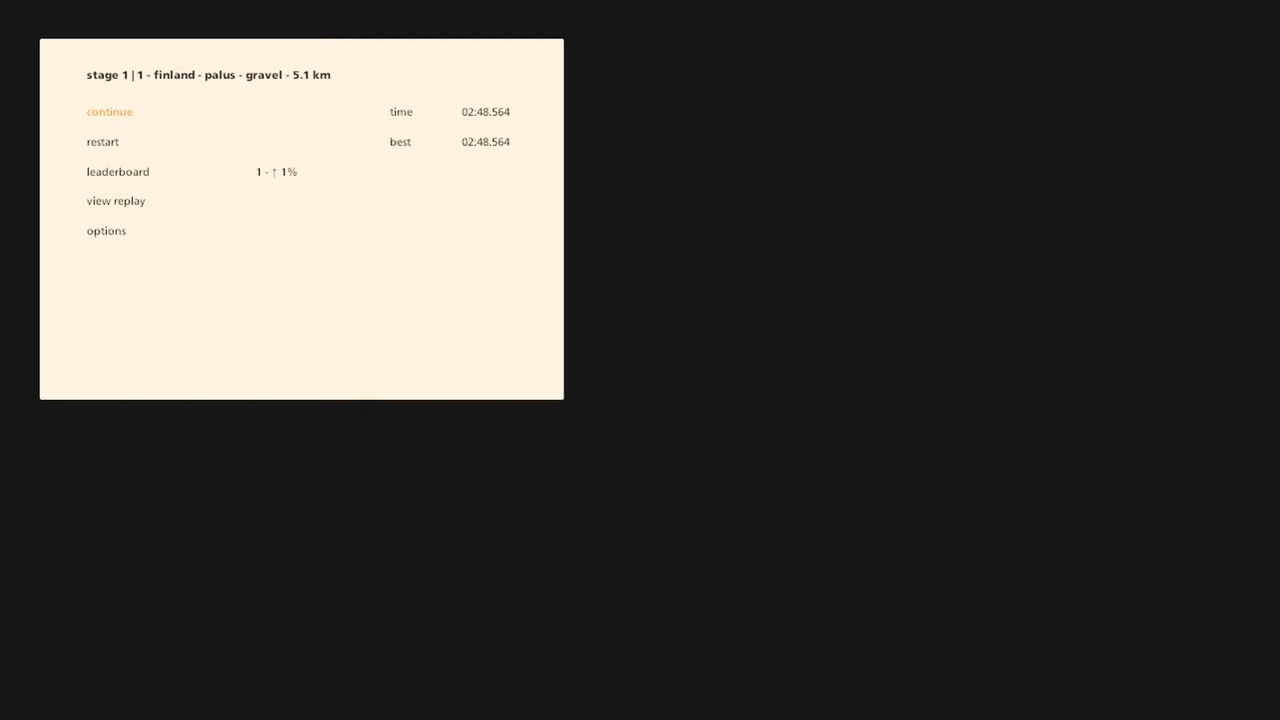 stage 1 | 1 - finland - palus - gravel - 5.1 km
continue time 02:48.564
restart best 02:48.564
leaderboard 1 - ↑ 1%
view replay
options